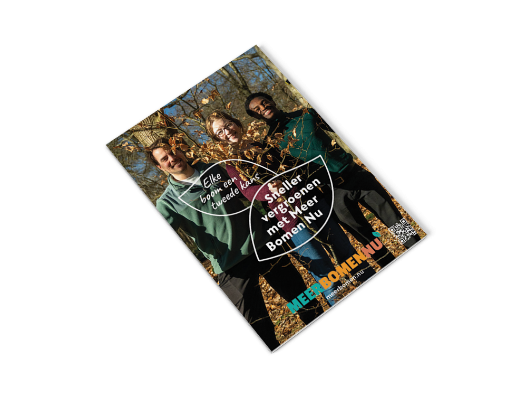 Elke
boom een
tweede kans
Sneller
vergroenen
met Meer
Bomen Nu
MEERBOMENNU
meerbomen.nu